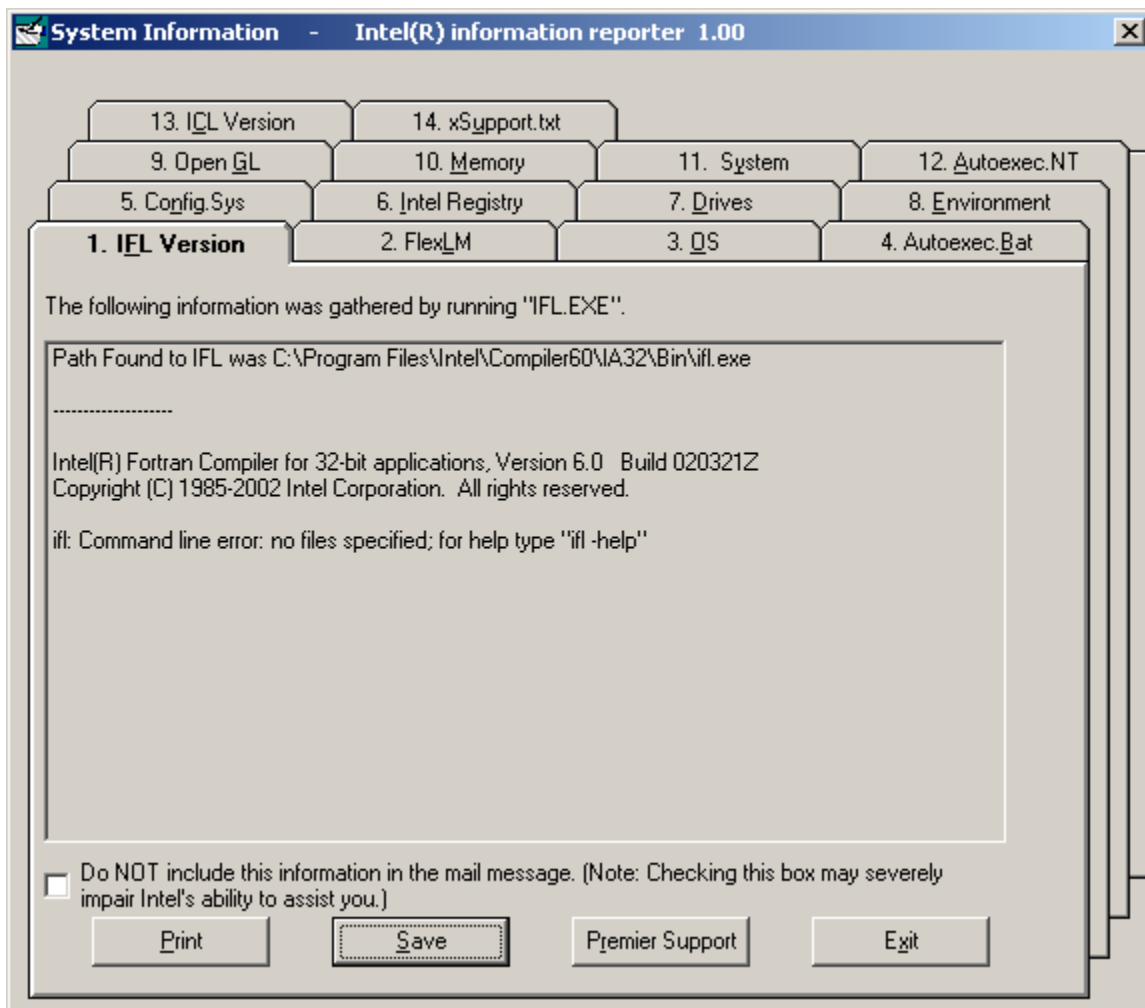 System Information - Intel(R) information reporter 1.00
13. ICL Version
14. xSupport.txt
9. Open GL
10. Memory
11. System
12. Autoexec.NT
5. Config.Sys
6. Intel Registry
7. Drives
8. Environment
1. IFL Version
2. FlexLM
3. OS
4. Autoexec.Bat
The following information was gathered by running "IFL.EXE".
Path Found to IFL was C:\Program Files\Intel\Compiler60\IA32\Bin\ifl.exe
--------------------
Intel(R) Fortran Compiler for 32-bit applications, Version 6.0 Build 020321Z
Copyright (C) 1985-2002 Intel Corporation. All rights reserved.
ifl: Command line error: no files specified; for help type "ifl -help"
Do NOT include this information in the mail message. (Note: Checking this box may severely
impair Intel's ability to assist you.)
Print
Save
Premier Support
Exit